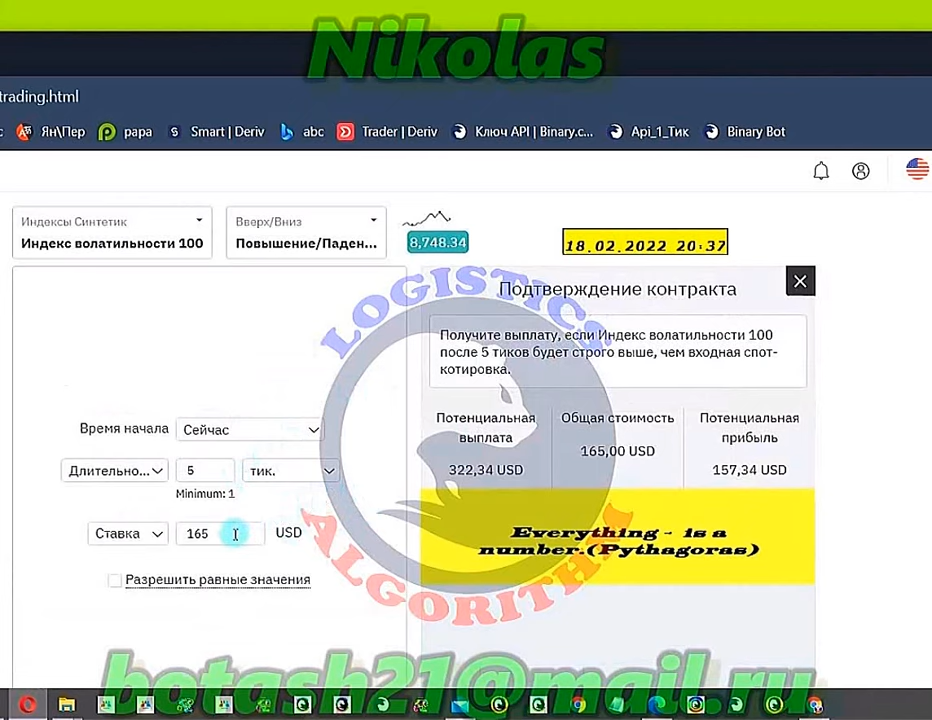 Nikolas
trading.html
Ян\Пер
papa
Smart | Deriv
abc
Trader | Deriv
Ключ API | Binary.c...
Api_1_Тик
Binary Bot
Индексы Синтетик
Индекс волатильности 100
Вверх/Вниз
Повышение/Паден...
8,748.34
18.02.2022 20:37
LOGISTICS
Подтверждение контракта
Получите выплату, если Индекс волатильности 100
после 5 тиков будет строго выше, чем входная спот-
котировка.
Время начала
Сейчас
Потенциальная
выплата
322,34 USD
Общая стоимость
165,00 USD
Потенциальная
прибыль
157,34 USD
Длительно...
5
тик.
Minimum: 1
Ставка
165
USD
Разрешить равные значения
Everything - is a
number.(Pythagoras)
ALGORITHM
botash21@mail.ru